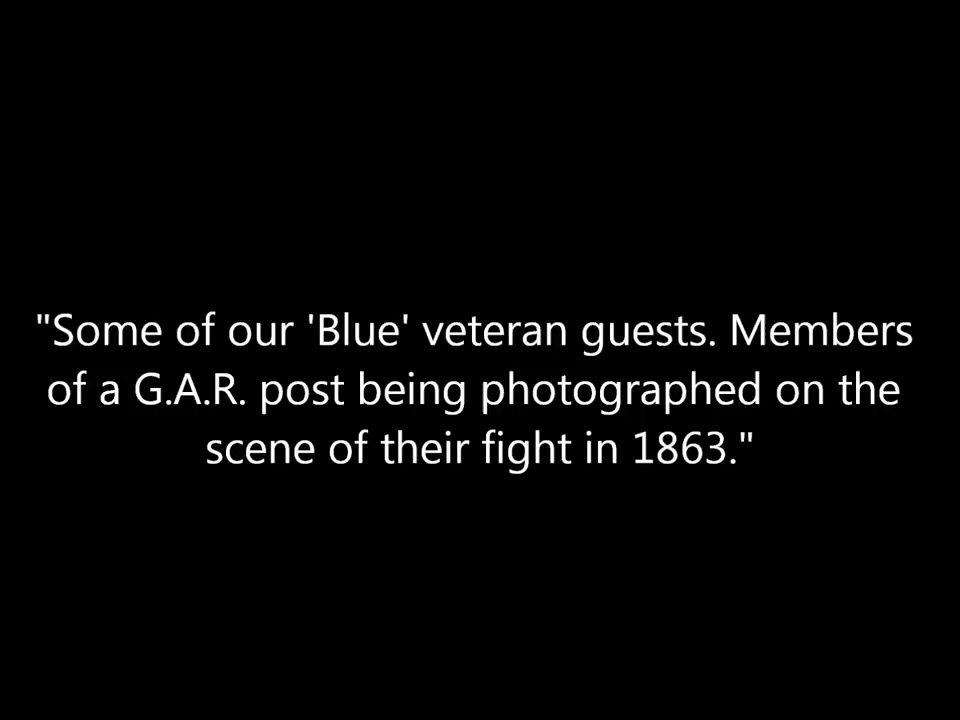 "Some of our 'Blue' veteran guests. Members
of a G.A.R. post being photographed on the
scene of their fight in 1863."